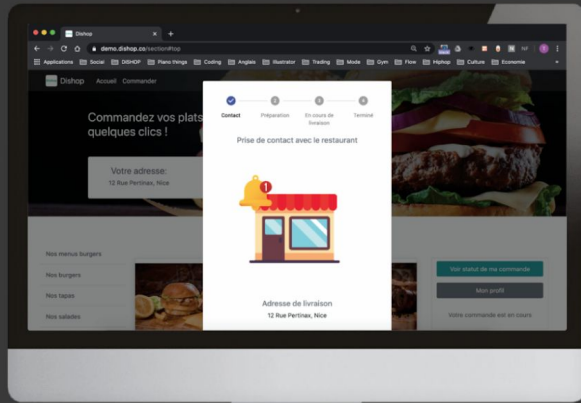 Dishop
demo.dishop.co/section#top
Applications Social DISHOP Piano things Coding Anglais Illustrator Trading Mode Gym Flow Hiphop Culture Economie
Dishop Accueil Commander
Commandez vos plats
quelques clics !
Votre adresse:
12 Rue Pertinax, Nice
Contact Préparation En cours de
livraison Terminé
Prise de contact avec le restaurant
1
Adresse de livraison
12 Rue Pertinax, Nice
Nos menus burgers
Nos burgers
Nos tapas
Nos salades
Voir statut de ma commande
Mon profil
Votre commande est en cours